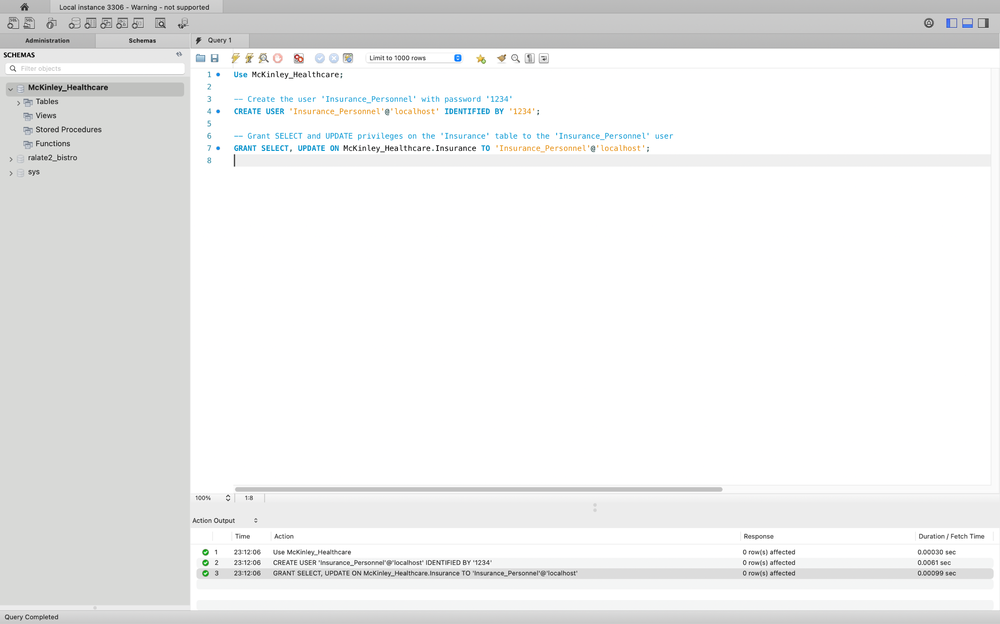 Local instance 3306 - Warning - not supported
SQL SQL
Administration Schemas Query 1
SCHEMAS
Filter objects
Limit to 1000 rows
McKinley_Healthcare
Tables
Views
Stored Procedures
Functions
ralate2_bistro
sys
1 Use McKinley_Healthcare;
2
3 -- Create the user 'Insurance_Personnel' with password '1234'
4 CREATE USER 'Insurance_Personnel'@'localhost' IDENTIFIED BY '1234';
5
6 -- Grant SELECT and UPDATE privileges on the 'Insurance' table to the 'Insurance_Personnel' user
7 GRANT SELECT, UPDATE ON McKinley_Healthcare.Insurance TO 'Insurance_Personnel'@'localhost';
8
100% 1:8
Action Output
Time Action Response Duration / Fetch Time
1 23:12:06 Use McKinley_Healthcare 0 row(s) affected 0.00030 sec
2 23:12:06 CREATE USER 'Insurance_Personnel'@'localhost' IDENTIFIED BY '1234' 0 row(s) affected 0.0061 sec
3 23:12:06 GRANT SELECT, UPDATE ON McKinley_Healthcare.Insurance TO 'Insurance_Personnel'@'localhost' 0 row(s) affected 0.00099 sec
Query Completed